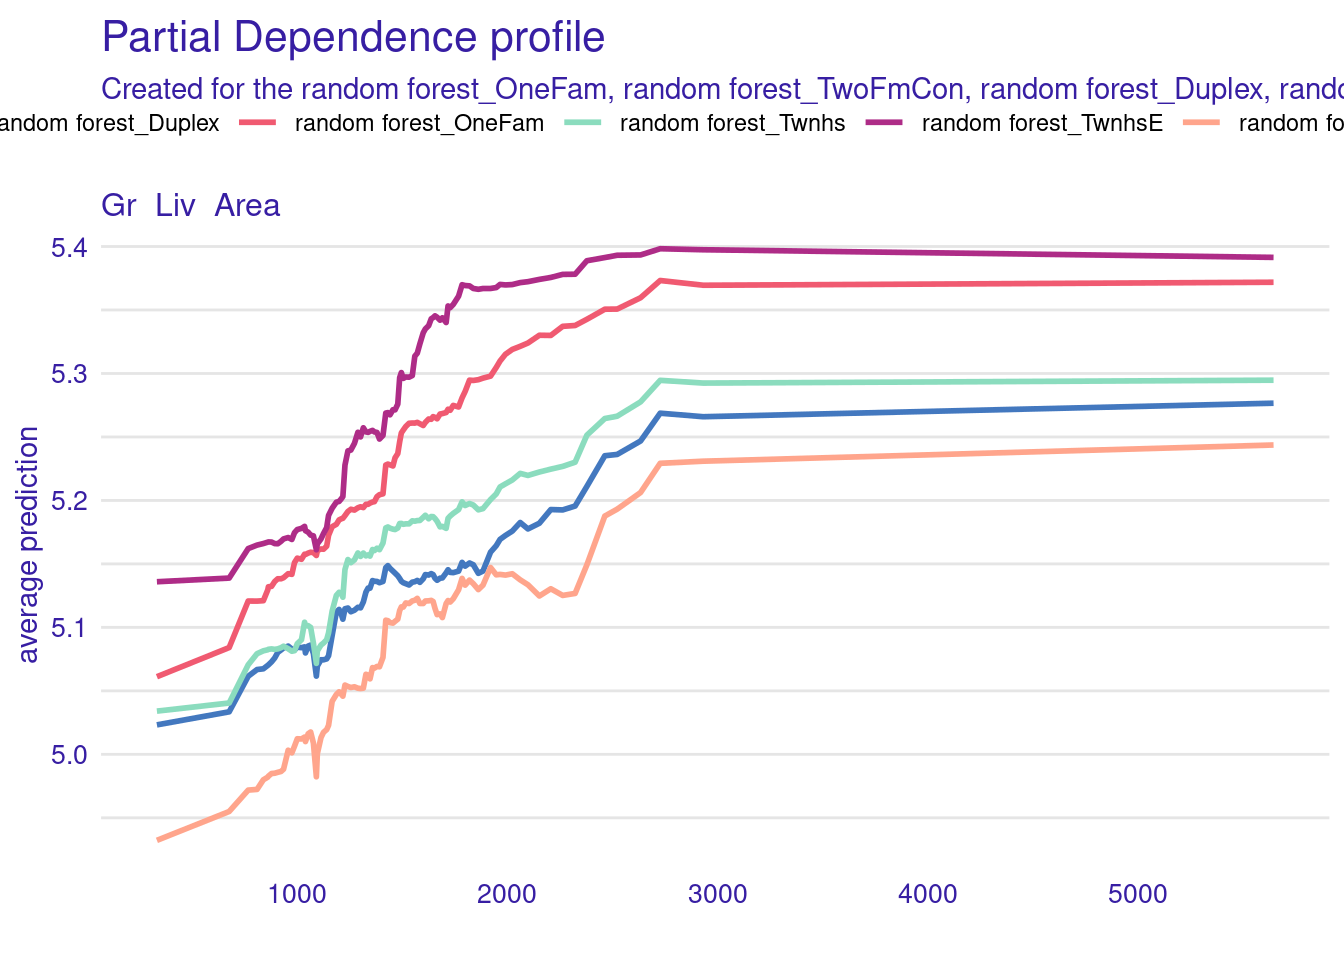 Partial Dependence profile
Created for the random forest_OneFam, random forest_TwoFmCon, random forest_Duplex, rando
andom forest_Duplex random forest_OneFam random forest_Twnhs random forest_TwnhsE random fo
Gr Liv Area
5.4
5.3
5.2
5.1
5.0
average prediction
1000 2000 3000 4000 5000